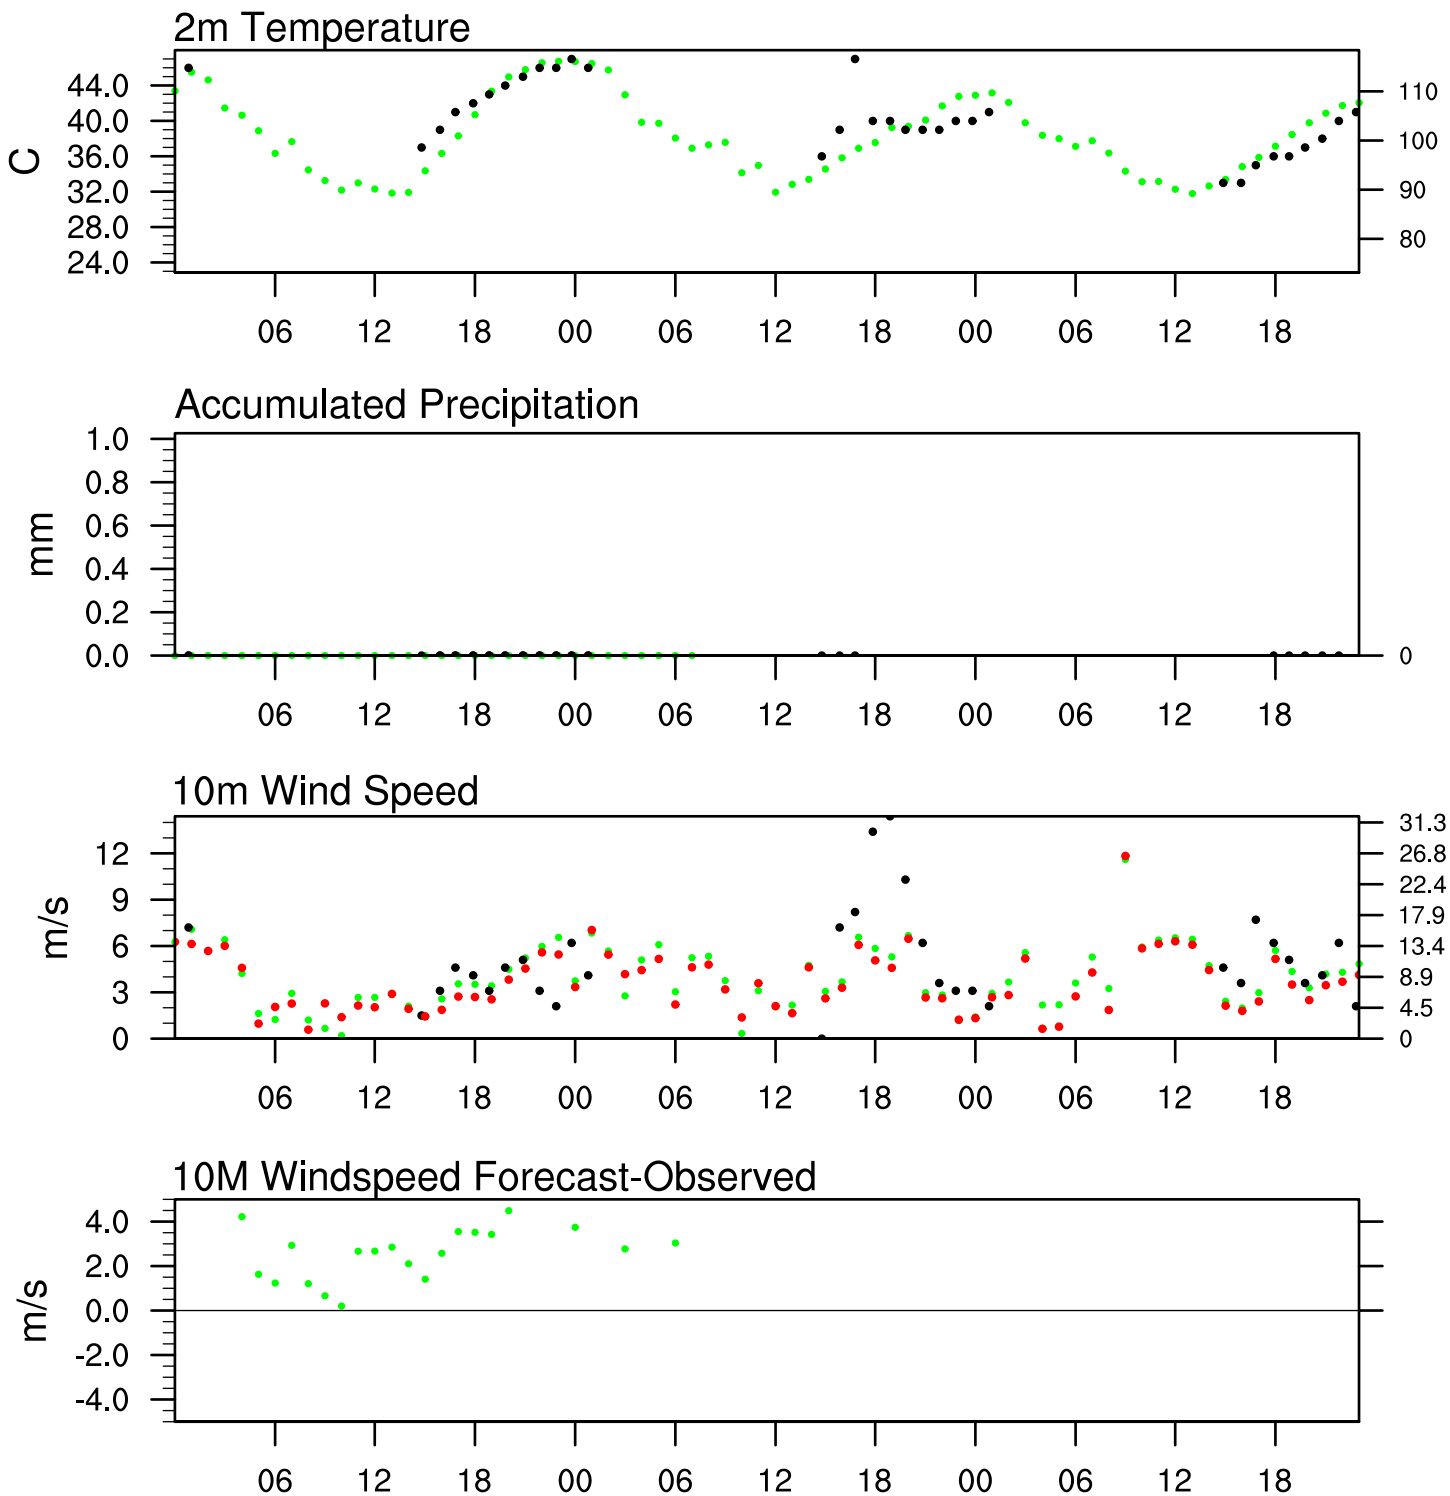 2m Temperature
C
44.0
40.0
36.0
32.0
28.0
24.0
110
100
90
80
06 12 18 00 06 12 18 00 06 12 18
Accumulated Precipitation
mm
1.0
0.8
0.6
0.4
0.2
0.0
0
06 12 18 00 06 12 18 00 06 12 18
10m Wind Speed
m/s
12
9
6
3
0
31.3
26.8
22.4
17.9
13.4
8.9
4.5
0
06 12 18 00 06 12 18 00 06 12 18
10M Windspeed Forecast-Observed
m/s
4.0
2.0
0.0
-2.0
-4.0
06 12 18 00 06 12 18 00 06 12 18